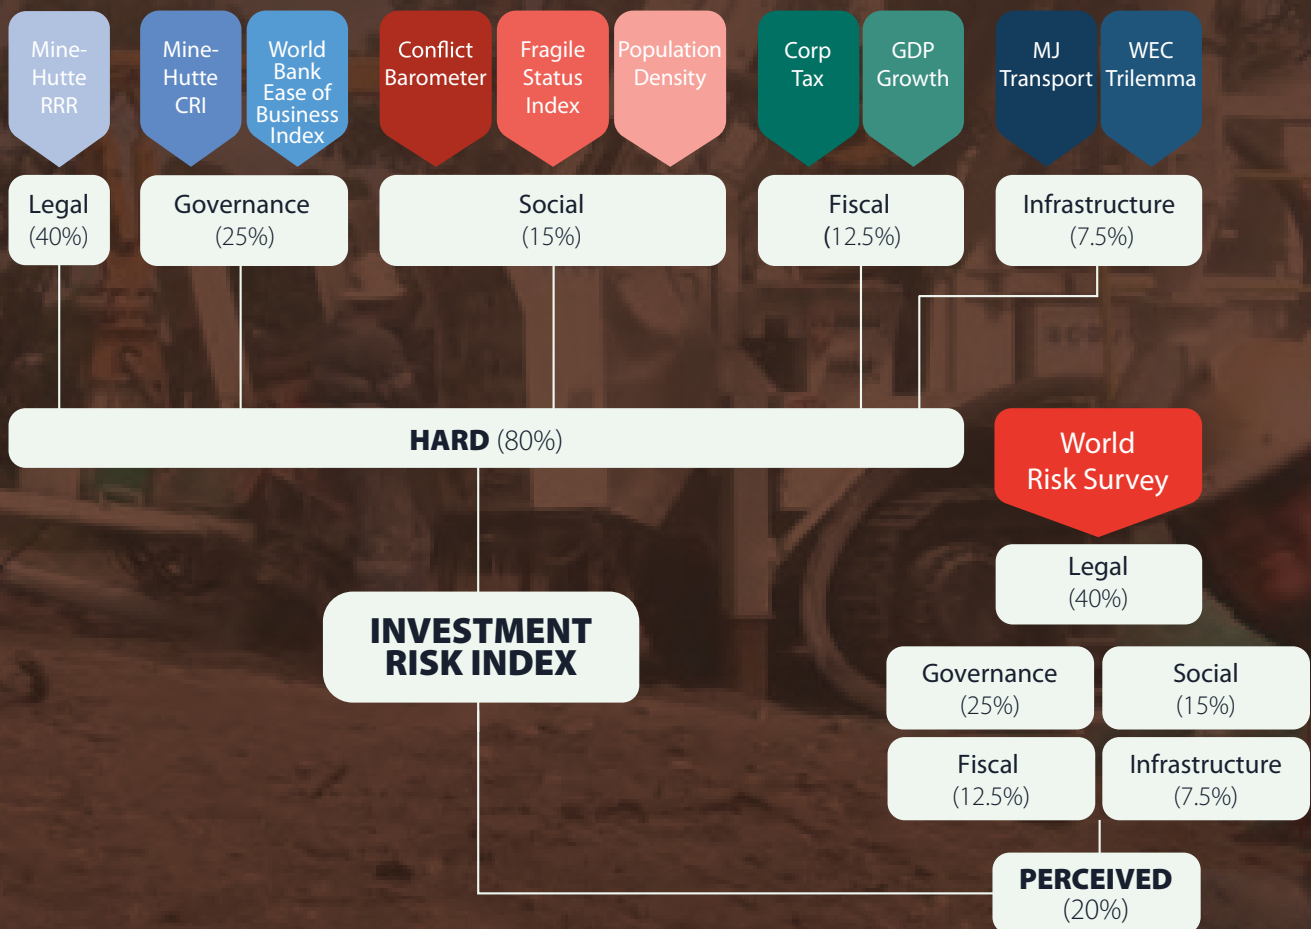 Mine-
Hutte
RRR
Mine-
Hutte
CRI
World
Bank
Ease of
Business
Index
Conflict
Barometer
Fragile
Status
Index
Population
Density
Corp
Tax
GDP
Growth
MJ
Transport
WEC
Trilemma
Legal
(40%)
Governance
(25%)
Social
(15%)
Fiscal
(12.5%)
Infrastructure
(7.5%)
HARD (80%)
World
Risk Survey
Legal
(40%)
INVESTMENT
RISK INDEX
Governance
(25%)
Social
(15%)
Fiscal
(12.5%)
Infrastructure
(7.5%)
PERCEIVED
(20%)